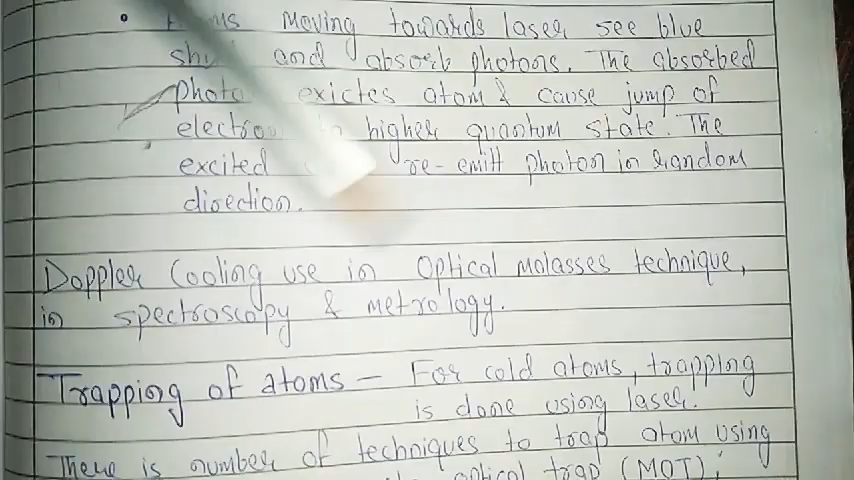 moving towards laser see blue
and absorb photons. The absorbed
exictes atom & cause jump of
higher quantum state. The
excited re-emitt photon in random
direction.
Doppler Cooling use in Optical Molasses technique,
in spectroscopy & metrology.
Trapping of atoms - For cold atoms, trapping
is done using laser.
There is number of techniques to trap atom using
optical trap (MOT);